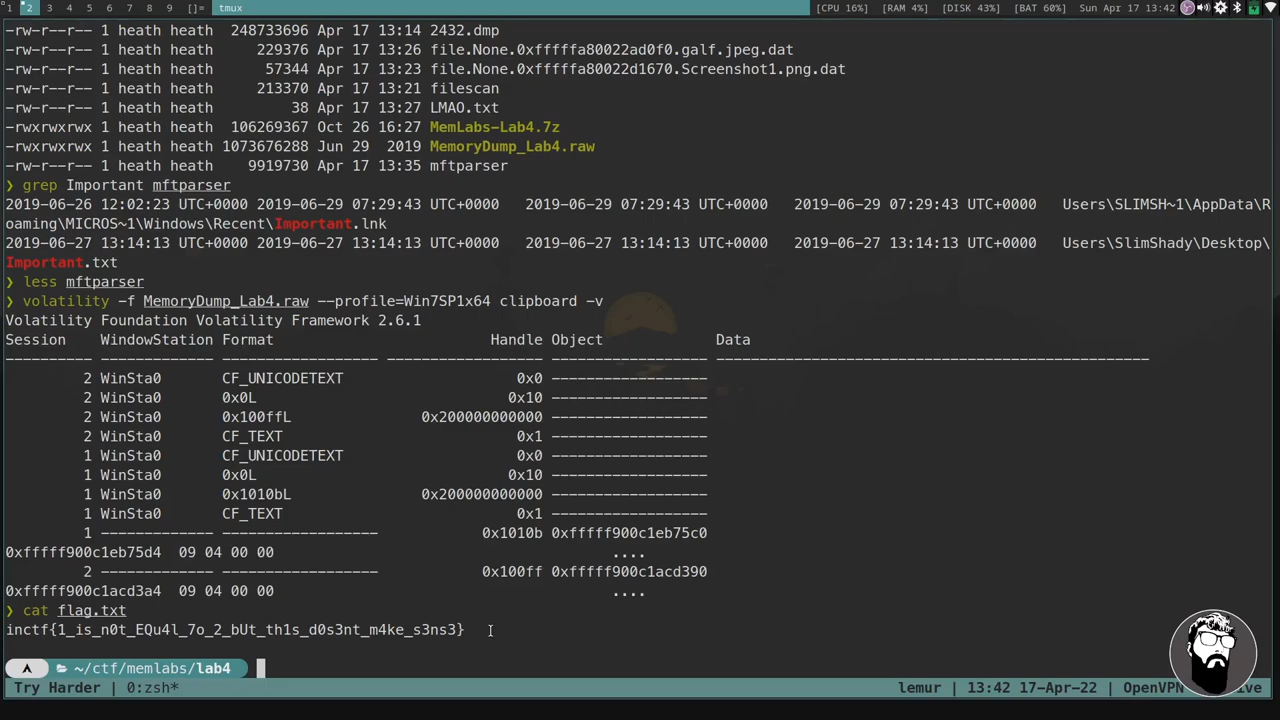 1 2 3 4 5 6 7 8 9 []= tmux [CPU 16%] [RAM 4%] [DISK 43%] [BAT 60%] Sun Apr 17 13:42
-rw-r--r-- 1 heath heath 248733696 Apr 17 13:14 2432.dmp
-rw-r--r-- 1 heath heath 229376 Apr 17 13:26 file.None.0xfffffa80022ad0f0.galf.jpeg.dat
-rw-r--r-- 1 heath heath 57344 Apr 17 13:23 file.None.0xfffffa80022d1670.Screenshot1.png.dat
-rw-r--r-- 1 heath heath 213370 Apr 17 13:21 filescan
-rw-r--r-- 1 heath heath 38 Apr 17 13:27 LMAO.txt
-rwxrwxrwx 1 heath heath 106269367 Oct 26 16:27 MemLabs-Lab4.7z
-rwxrwxrwx 1 heath heath 1073676288 Jun 29 2019 MemoryDump_Lab4.raw
-rw-r--r-- 1 heath heath 9919730 Apr 17 13:35 mftparser
❯ grep Important mftparser
2019-06-26 12:02:23 UTC+0000 2019-06-29 07:29:43 UTC+0000 2019-06-29 07:29:43 UTC+0000 2019-06-29 07:29:43 UTC+0000 Users\SLIMSH~1\AppData\R
oaming\MICROS~1\Windows\Recent\Important.lnk
2019-06-27 13:14:13 UTC+0000 2019-06-27 13:14:13 UTC+0000 2019-06-27 13:14:13 UTC+0000 2019-06-27 13:14:13 UTC+0000 Users\SlimShady\Desktop\
Important.txt
❯ less mftparser
❯ volatility -f MemoryDump_Lab4.raw --profile=Win7SP1x64 clipboard -v
Volatility Foundation Volatility Framework 2.6.1
Session WindowStation Format Handle Object Data
---------- ------------- ------------------ ------------------ ------------------ --------------------------------------------------
2 WinSta0 CF_UNICODETEXT 0x0 ------------------
2 WinSta0 0x0L 0x10 ------------------
2 WinSta0 0x100ffL 0x200000000000 ------------------
2 WinSta0 CF_TEXT 0x1 ------------------
1 WinSta0 CF_UNICODETEXT 0x0 ------------------
1 WinSta0 0x0L 0x10 ------------------
1 WinSta0 0x1010bL 0x200000000000 ------------------
1 WinSta0 CF_TEXT 0x1 ------------------
1 ------------- ------------------ 0x1010b 0xfffff900c1eb75c0
0xfffff900c1eb75d4 09 04 00 00 ....
2 ------------- ------------------ 0x100ff 0xfffff900c1acd390
0xfffff900c1acd3a4 09 04 00 00 ....
❯ cat flag.txt
inctf{1_is_n0t_EQu4l_7o_2_bUt_th1s_d0s3nt_m4ke_s3ns3}
~/ctf/memlabs/lab4
Try Harder | 0:zsh* lemur | 13:42 17-Apr-22 | OpenVPN